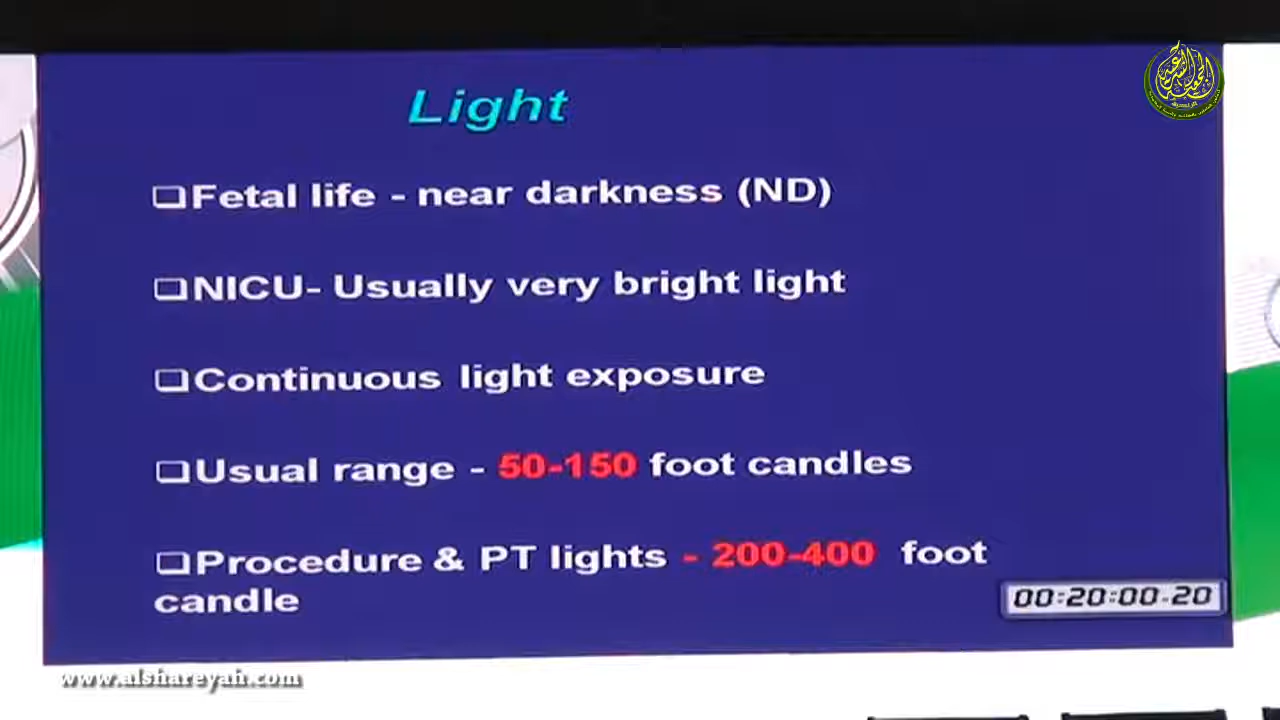 Light
❑Fetal life - near darkness (ND)
❑NICU- Usually very bright light
❑Continuous light exposure
❑Usual range - 50-150 foot candles
❑Procedure & PT lights - 200-400 foot
candle
00:20:00-20
www.alshareyah.com